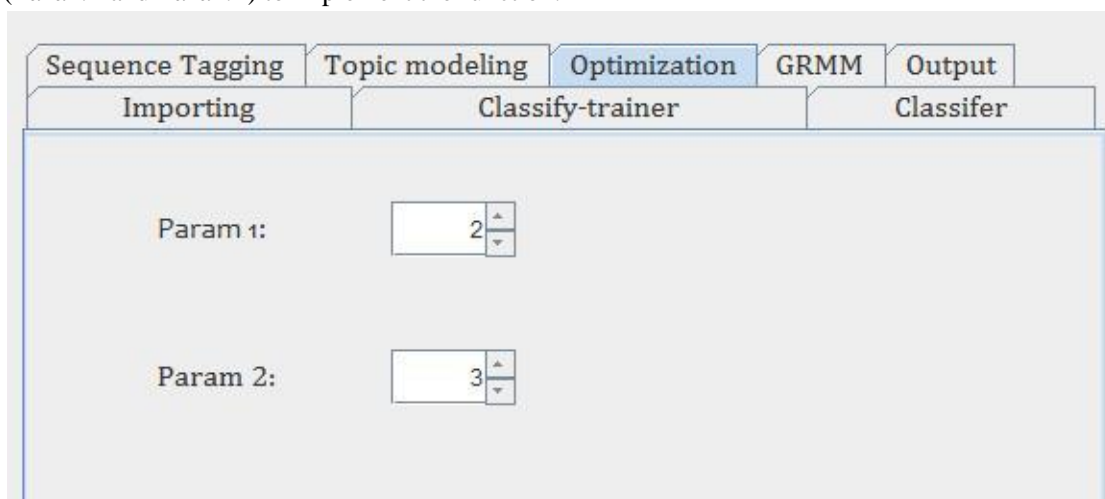 Sequence Tagging Topic modeling Optimization GRMM Output
Importing Classify-trainer Classifer
Param 1: 2
Param 2: 3